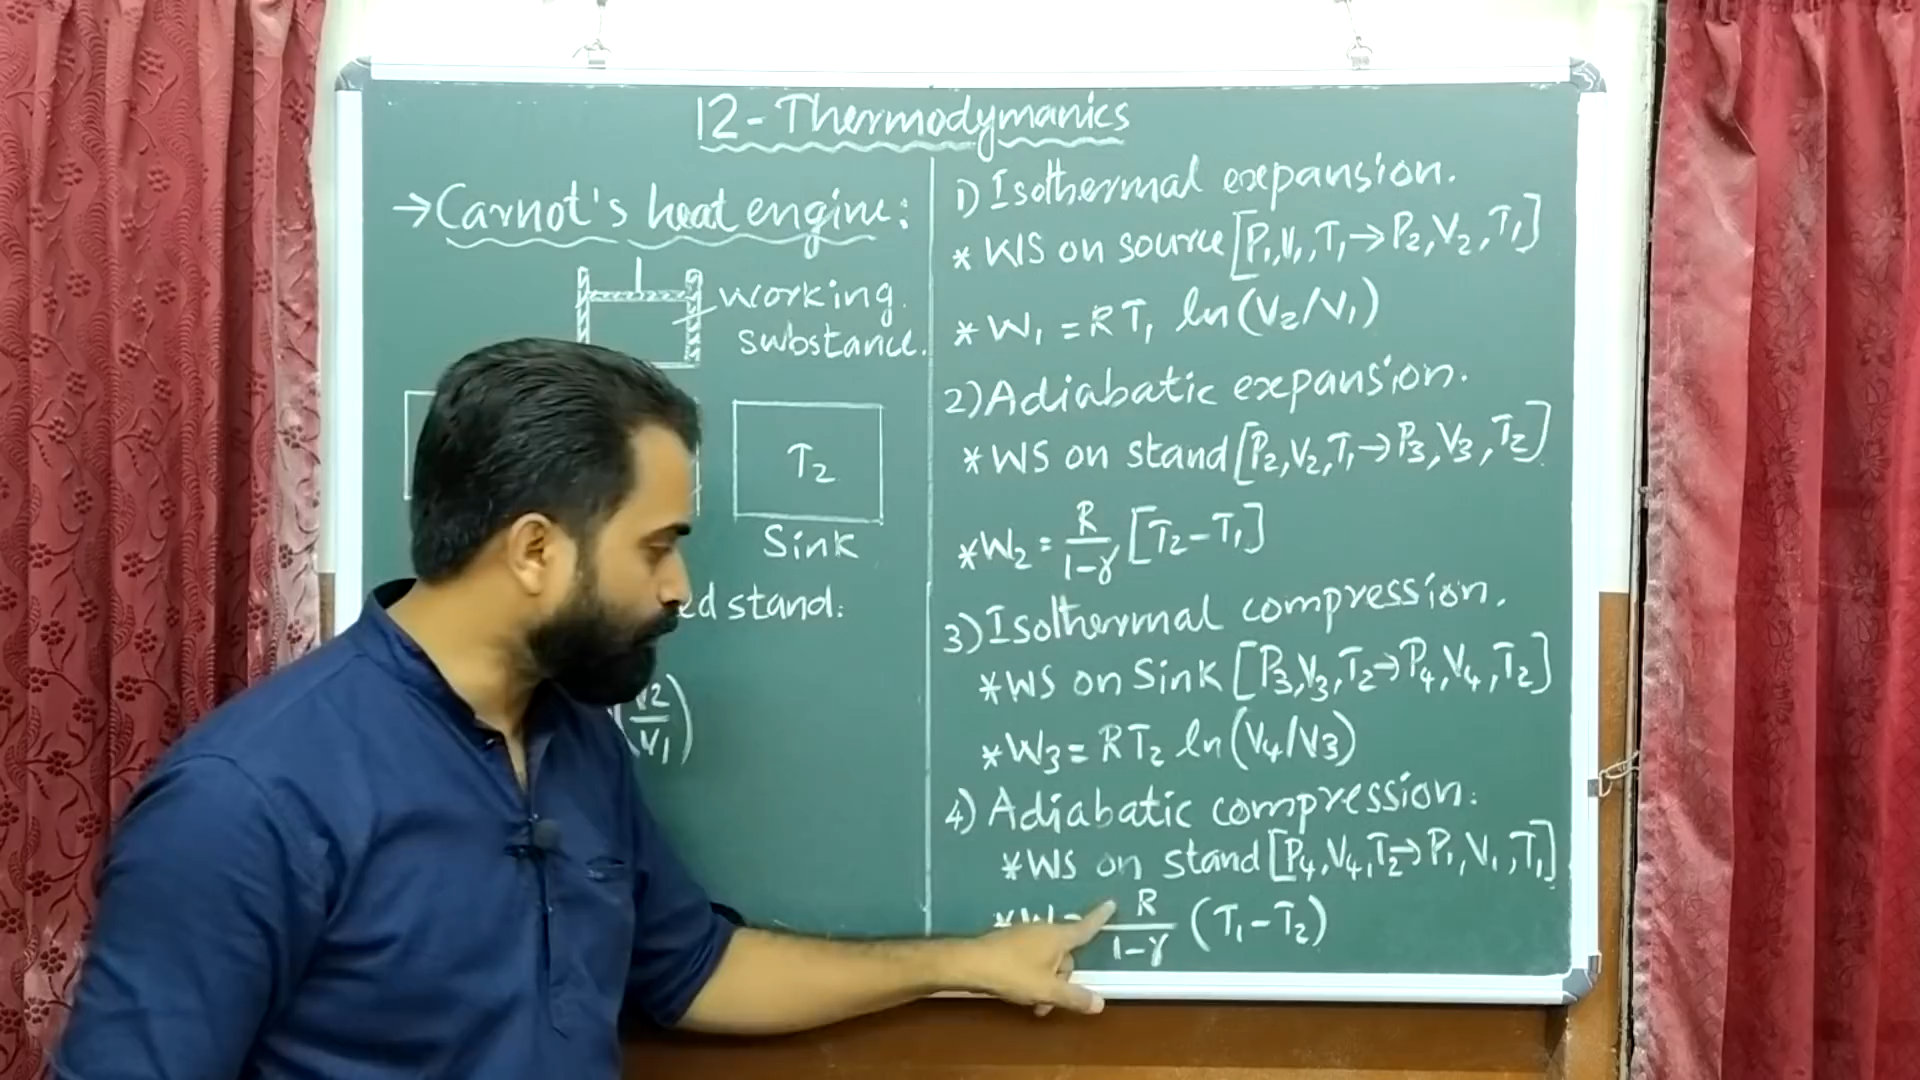 12-Thermodymanics
→Carnot's heat engine:
working
substance.
T2
Sink
ed stand:
(V2/V1)
1) Isothermal expansion.
* WS on source [P1,V1,T1→P2,V2,T1]
* W1 = RT1 ln(V2/V1)
2) Adiabatic expansion.
* WS on stand [P2,V2,T1→P3,V3,T2]
* W2 = R/1-γ [T2-T1]
3) Isothermal compression.
* WS on Sink [P3,V3,T2→P4,V4,T2]
* W3 = RT2 ln(V4/V3)
4) Adiabatic compression:
* WS on stand [P4,V4,T2→P1,V1,T1]
* W = R/1-γ (T1-T2)